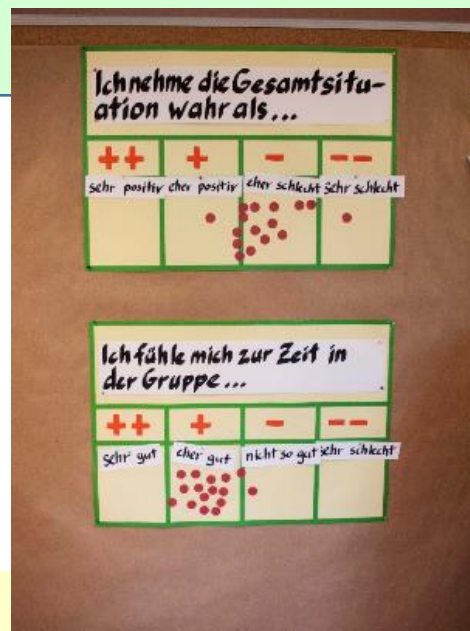 Ich nehme die Gesamtsitu-
ation wahr als...
++ + - --
sehr positiv eher positiv eher schlecht sehr schlecht
Ich fühle mich zur Zeit in
der Gruppe...
++ + - --
sehr gut eher gut nicht so gut sehr schlecht